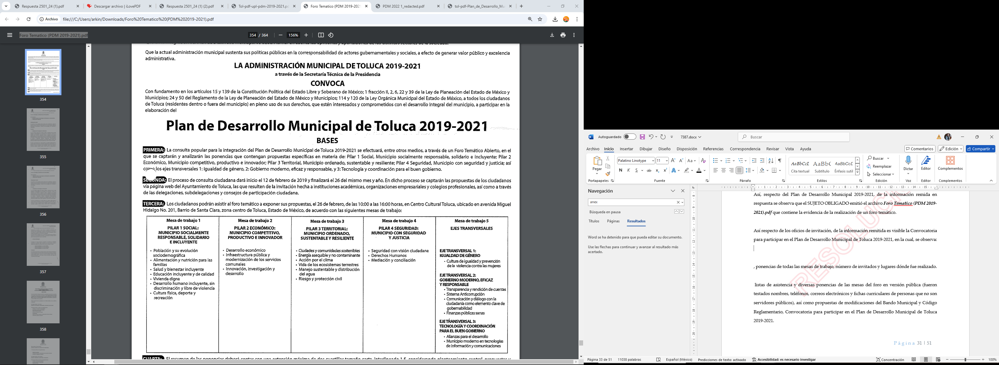 Respuesta 2501_24 (1).pdf
Descargar archivo | iLovePDF
Respuesta 2501_24 (1) (2).pdf
Tol-pdf-upl-pdm-2019-2021.pd
Foro Tematico (PDM 2019-2021
PDM 2022 1_redacted.pdf
tol-pdf-Plan_de_Desarrollo_Mu
Archivo
file:///C:/Users/arkin/Downloads/Foro%20Tematico%20(PDM%202019-2021).pdf
Foro Tematico (PDM 2019-2021).pdf
354 / 364
156%
354
355
356
357
358
Que la actual administración municipal sustenta sus políticas públicas en la corresponsabilidad de actores gubernamentales y sociales, a efecto de generar valor público y excelencia
administrativa.
LA ADMINISTRACIÓN MUNICIPAL DE TOLUCA 2019-2021
a través de la Secretaría Técnica de la Presidencia
CONVOCA
Con fundamento en los artículos 15 y 139 de la Constitución Política del Estado Libre y Soberano de México; 1 fracción II, 2, 6, 22 y 39 de la Ley de Planeación del Estado de México y
Municipios; 24 y 50 del Reglamento de la Ley de Planeación del Estado de México y Municipios; 114 y 120 de la Ley Orgánica Municipal del Estado de México, a todos los ciudadanos
de Toluca (residentes dentro o fuera del municipio) en pleno uso de sus derechos, que estén interesados y comprometidos con el desarrollo integral del municipio, a participar en la
elaboración del
Plan de Desarrollo Municipal de Toluca 2019-2021
BASES
PRIMERA: La consulta popular para la integración del Plan de Desarrollo Municipal de Toluca 2019-2021 se efectuará, entre otros medios, a través de un Foro Temático Abierto, en el
que se captarán y analizarán las ponencias que contengan propuestas específicas en materia de: Pilar 1 Social, Municipio socialmente responsable, solidario e incluyente; Pilar 2
Económico, Municipio competitivo, productivo e innovador; Pilar 3 Territorial, Municipio ordenado, sustentable y resiliente; Pilar 4 Seguridad, Municipio con seguridad y justicia; así
como los ejes transversales 1: Igualdad de género, 2: Gobierno moderno, eficaz y responsable, y 3: Tecnología y coordinación para el buen gobierno.
SEGUNDA: El proceso de consulta ciudadana dará inicio el 12 de febrero de 2019 y finalizará el 26 del mismo mes y año. En dicho proceso se captarán las propuestas de los ciudadanos
vía página web del Ayuntamiento de Toluca, las que resulten de la invitación hecha a instituciones académicas, organizaciones empresariales y colegios profesionales, así como a través
de las delegaciones, subdelegaciones y consejos de participación ciudadana.
TERCERA: Los ciudadanos podrán asistir al foro temático a exponer sus propuestas, el 26 de febrero, de las 10:00 a las 16:00 horas, en Centro Cultural Toluca, ubicado en avenida Miguel
Hidalgo No. 201, Barrio de Santa Clara, zona centro de Toluca, Estado de México, de acuerdo con las siguientes mesas de trabajo:
Mesa de trabajo 1
PILAR 1 SOCIAL:
MUNICIPIO SOCIALMENTE
RESPONSABLE, SOLIDARIO
E INCLUYENTE
• Población y su evolución
sociodemográfica
• Alimentación y nutrición para las
familias
• Salud y bienestar incluyente
• Educación incluyente y de calidad
• Vivienda digna
• Desarrollo humano incluyente, sin
discriminación y libre de violencia
• Cultura física, deporte y
recreación
Mesa de trabajo 2
PILAR 2 ECONÓMICO:
MUNICIPIO COMPETITIVO,
PRODUCTIVO E INNOVADOR
• Desarrollo económico
• Infraestructura pública y
modernización de los servicios
comunales
• Innovación, investigación y
desarrollo
Mesa de trabajo 3
PILAR 3 TERRITORIAL:
MUNICIPIO ORDENADO,
SUSTENTABLE Y RESILIENTE
• Ciudades y comunidades sostenibles
• Energía asequible y no contaminante
• Acción por el clima
• Vida de los ecosistemas terrestres
• Manejo sustentable y distribución
del agua
• Riesgo y protección civil
Mesa de trabajo 4
PILAR 4 SEGURIDAD:
MUNICIPIO CON SEGURIDAD
Y JUSTICIA
• Seguridad con visión ciudadana
• Derechos Humanos
• Mediación y conciliación
Mesa de trabajo 5
EJES TRANSVERSALES
EJE TRANSVERSAL 1:
IGUALDAD DE GÉNERO
• Cultura de igualdad y prevención
de la violencia contra las mujeres
EJE TRANSVERSAL 2:
GOBIERNO MODERNO, EFICAZ
Y RESPONSABLE
• Transparencia y rendición de cuentas
• Sistema Anticorrupción
• Comunicación y diálogo con la
ciudadanía como elemento clave de
gobernabilidad
• Finanzas públicas sanas
EJE TRANSVERSAL 3:
TECNOLOGÍA Y COORDINACIÓN
PARA EL BUEN GOBIERNO
• Alianzas para el desarrollo
• Municipio moderno en tecnologías
de información y comunicaciones
CUARTA: El resumen de las ponencias deberá contar con una extensión máxima de dos cuartillas tamaño carta, interlineado 1.5, considerando planteamiento central, propuestas y
Autoguardado
7387.docx
Buscar
Archivo Inicio Insertar Dibujar Diseño Disposición Referencias Correspondencia Revisar Vista Ayuda
Comentarios
Edición
Compartir
Pegar
Portapapeles
Palatino Linotype
11
N K S ab x₂ x²
Fuente
Párrafo
AaBbCcL
Cita textual
AaBbC
Subtítulo
AaBbCcL
Énfasis sutil
Estilos
Buscar
Reemplazar
Seleccionar
Edición
Dictar
Voz
Editor
Editor
Complementos
Complementos
Navegación
anex
Búsqueda en pausa
Títulos Páginas Resultados
Word se ha detenido para que pueda editar su documento.
Use las flechas para continuar y avanzar al resultado más
acertado.
Así, respecto del Plan de Desarrollo Municipal 2019-2021, de la información remida en
respuesta se observa que el SUJETO OBLIGADO emitió el archivo Foro Tematico (PDM 2019-
2021).pdf que contiene la evidencia de la realización de un foro temático.
Así respecto de los oficios de invitación, de la información remitida es visible la Convocatoria
para participar en el Plan de Desarrollo Municipal de Toluca 2019-2021, en la cual, se observa:
, ponencias de todas las mesas de trabajo, número de invitados y lugares dónde fue realizado.
listas de asistencia y diversas ponencias de las mesas del foro en versión pública (fueron
testados nombres, teléfonos, correos electrónicos y fichas curriculares de personas que no son
servidores públicos), así como propuestas de modificaciones del Bando Municipal y Código
Reglamentario, Convocatoria para participar en el Plan de Desarrollo Municipal de Toluca
2019-2021.
RESOLUCI
Página 31 | 51
Página 33 de 51
11038 palabras
Español (México)
Predicciones de texto: activado
Accesibilidad: es necesario investigar
Concentración
100%